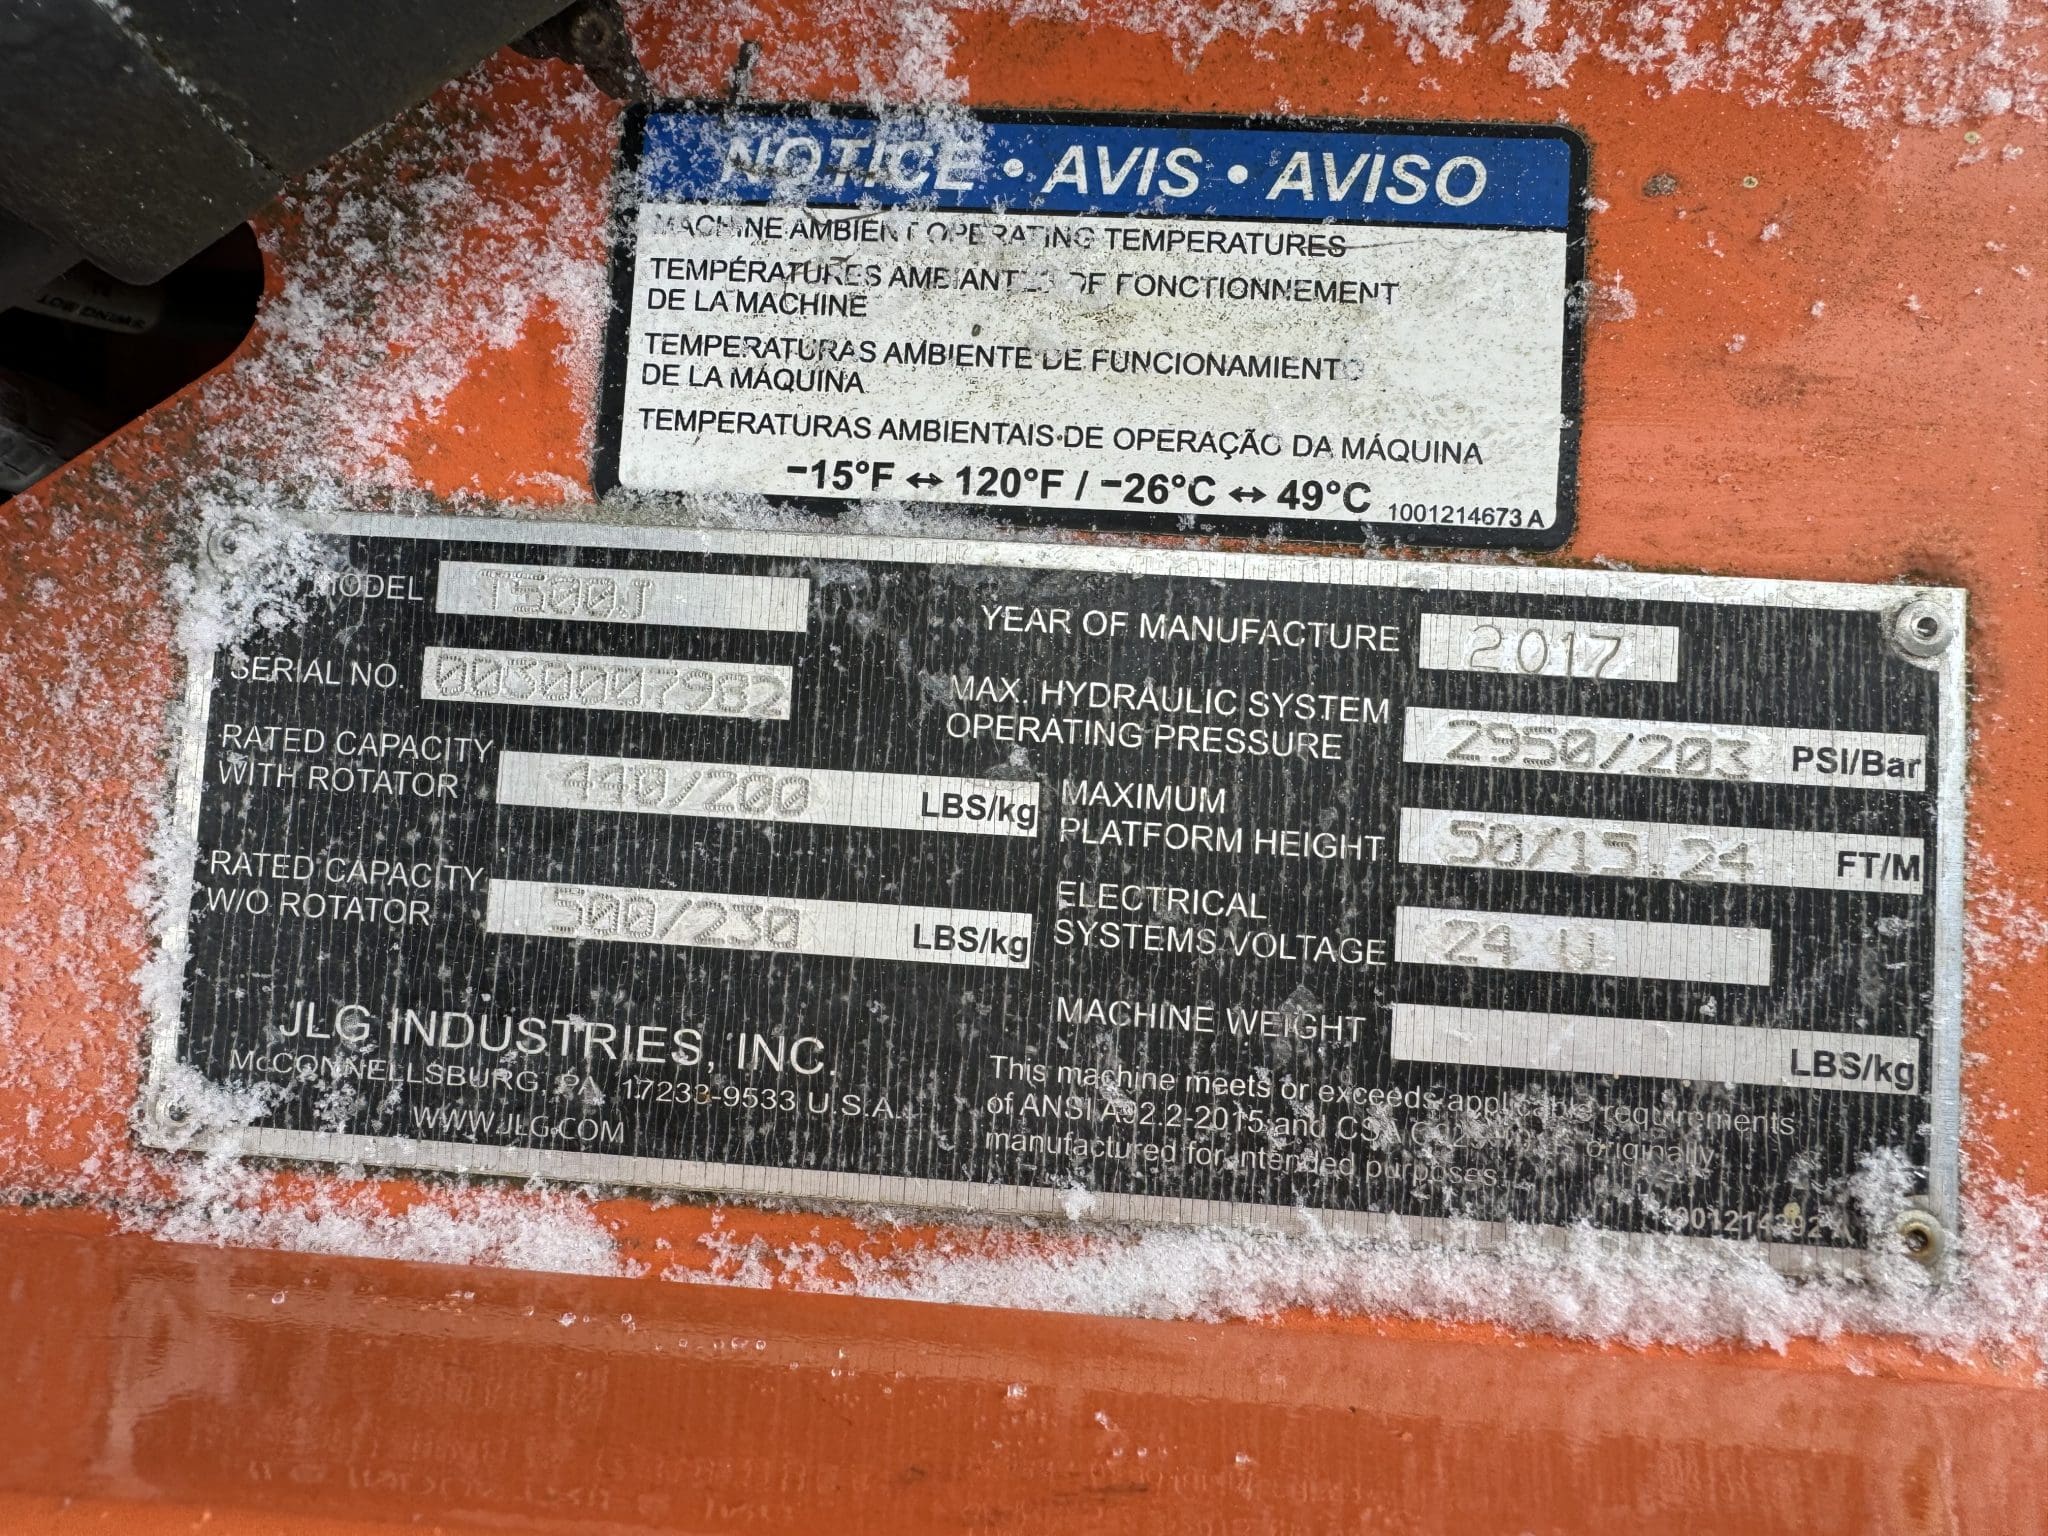 NOTICE • AVIS • AVISO
MACHINE AMBIENT OPERATING TEMPERATURES
TEMPÉRATURES AMBIANTES DE FONCTIONNEMENT
DE LA MACHINE
TEMPERATURAS AMBIENTE DE FUNCIONAMIENTO
DE LA MAQUINA
TEMPERATURAS AMBIENTAIS DE OPERAÇÃO DA MÁQUINA
-15°F ↔ 120°F / -26°C ↔ 49°C
1001214673 A
MODEL T500J
SERIAL NO. 0030007982
RATED CAPACITY
WITH ROTATOR 440/200 LBS/kg
RATED CAPACITY
W/O ROTATOR 500/230 LBS/kg
JLG INDUSTRIES, INC.
McCONNELLSBURG, PA. 17233-9533 U.S.A.
WWW.JLG.COM
YEAR OF MANUFACTURE 2017
MAX. HYDRAULIC SYSTEM
OPERATING PRESSURE 2950/203 PSI/Bar
MAXIMUM
PLATFORM HEIGHT 50/15.24 FT/M
ELECTRICAL
SYSTEMS VOLTAGE 24 V
MACHINE WEIGHT LBS/kg
This machine meets or exceeds applicable requirements
of ANSI A92.2-2015 and CSA originally
manufactured for intended purposes.